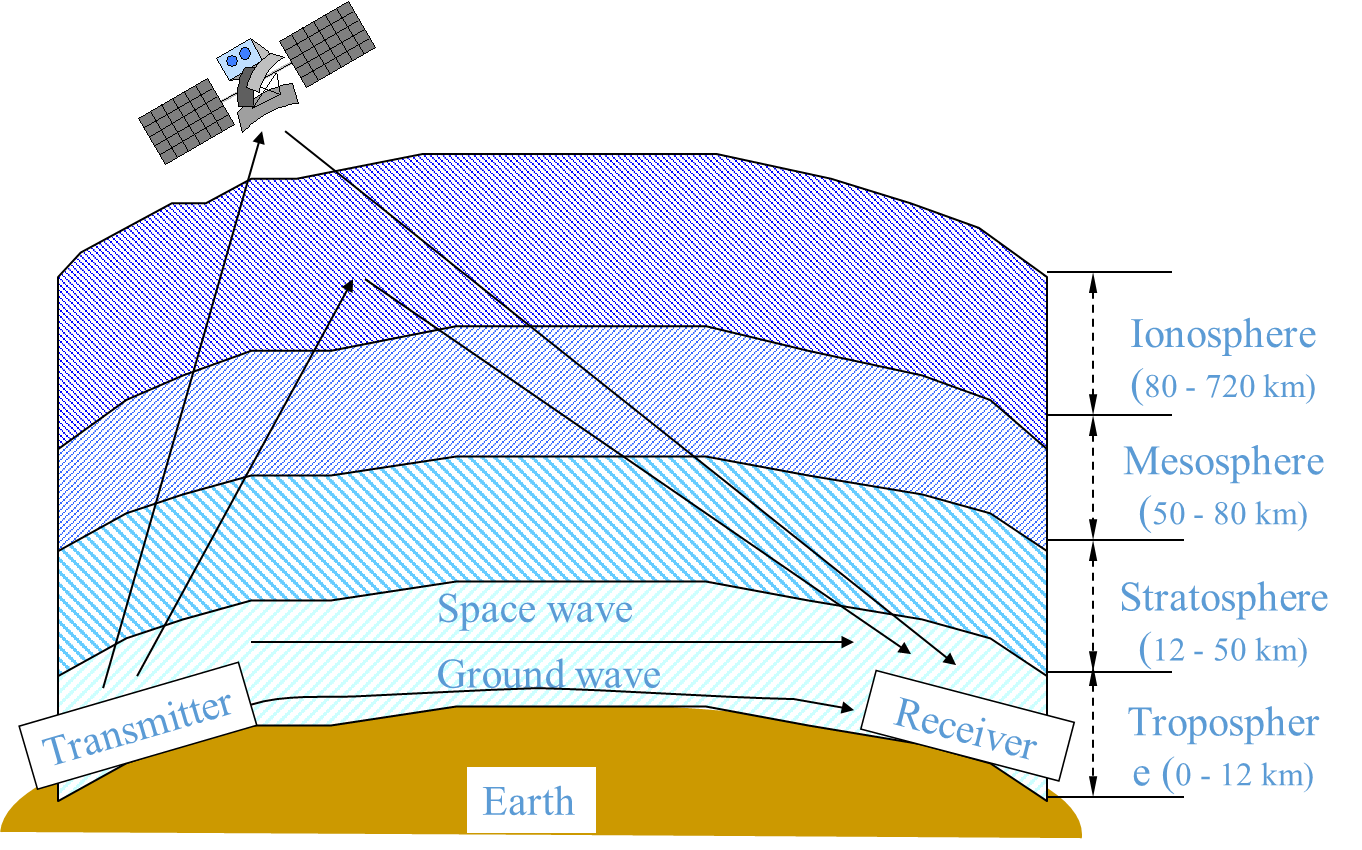 Ionosphere
(80 - 720 km)
Mesosphere
(50 - 80 km)
Stratosphere
(12 - 50 km)
Space wave
Ground wave
Transmitter
Receiver
Tropospher
e (0 - 12 km)
Earth